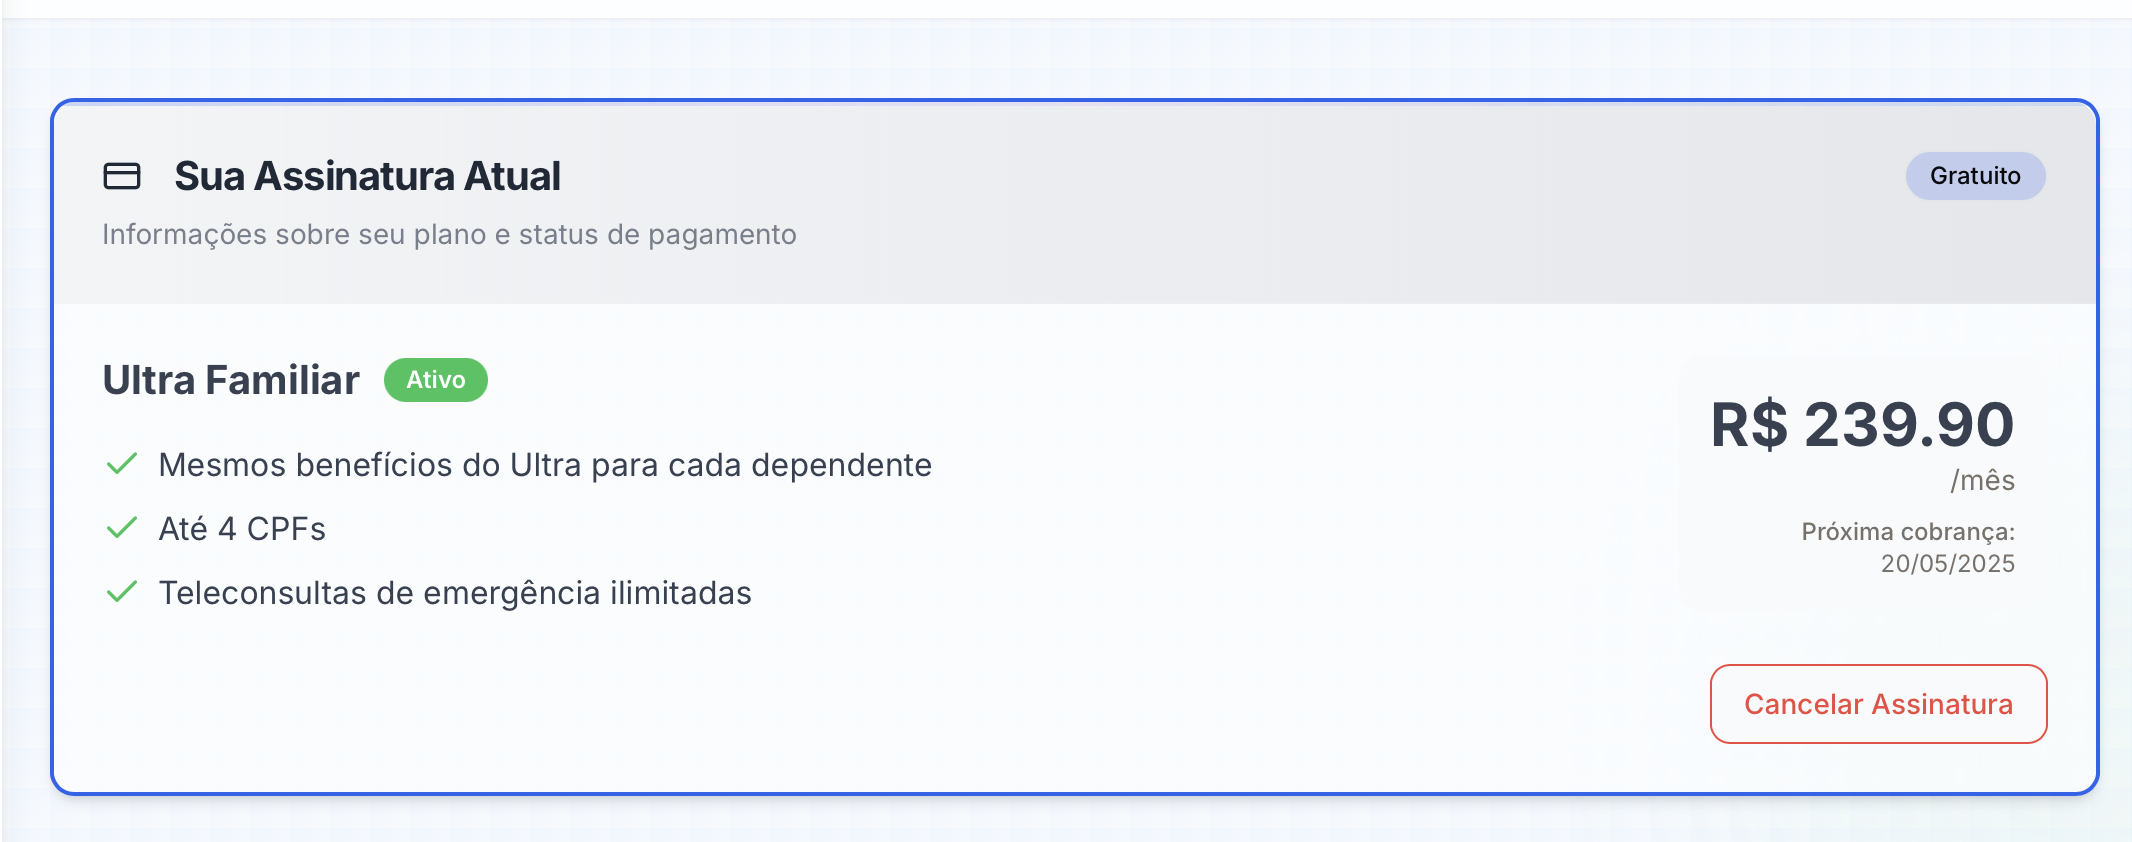 Sua Assinatura Atual
Gratuito
Informações sobre seu plano e status de pagamento
Ultra Familiar
Ativo
Mesmos benefícios do Ultra para cada dependente
Até 4 CPFs
Teleconsultas de emergência ilimitadas
R$ 239.90
/mês
Próxima cobrança:
20/05/2025
Cancelar Assinatura